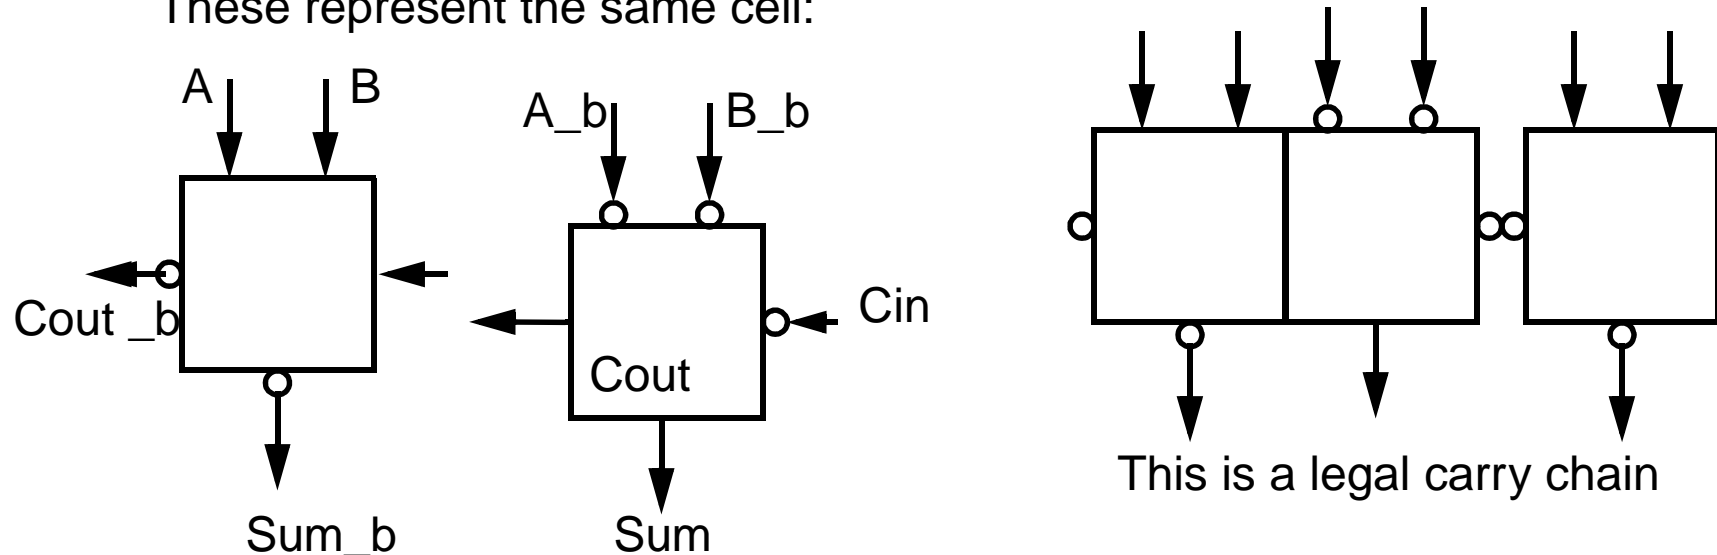 These represent the same cell:
A
B
A_b
B_b
Cout _b
Cin
Cout
Sum_b
Sum
This is a legal carry chain